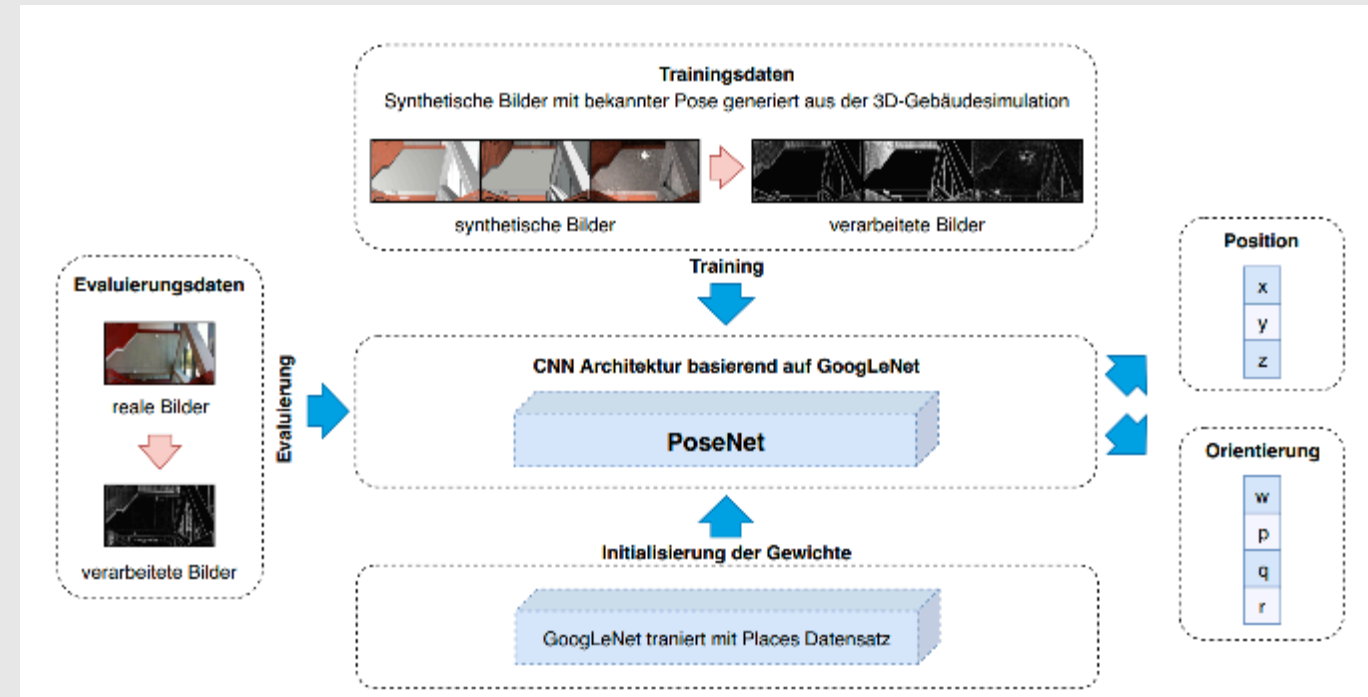 Trainingsdaten
Synthetische Bilder mit bekannter Pose generiert aus der 3D-Gebäudesimulation
synthetische Bilder
verarbeitete Bilder
Training
Evaluierungsdaten
reale Bilder
verarbeitete Bilder
Evaluierung
CNN Architektur basierend auf GoogLeNet
PoseNet
Initialisierung der Gewichte
GoogLeNet traniert mit Places Datensatz
Position
x
y
z
Orientierung
w
p
q
r